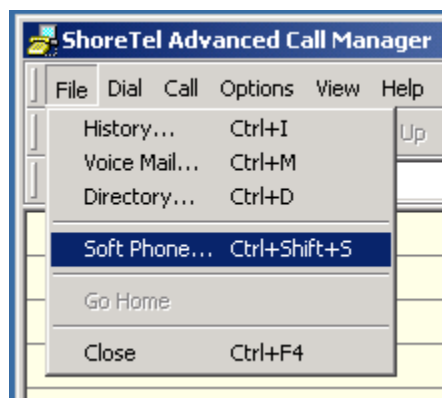 ShoreTel Advanced Call Manager
File Dial Call Options View Help
History... Ctrl+I
Up
Voice Mail... Ctrl+M
Directory... Ctrl+D
Soft Phone... Ctrl+Shift+S
Go Home
Close Ctrl+F4